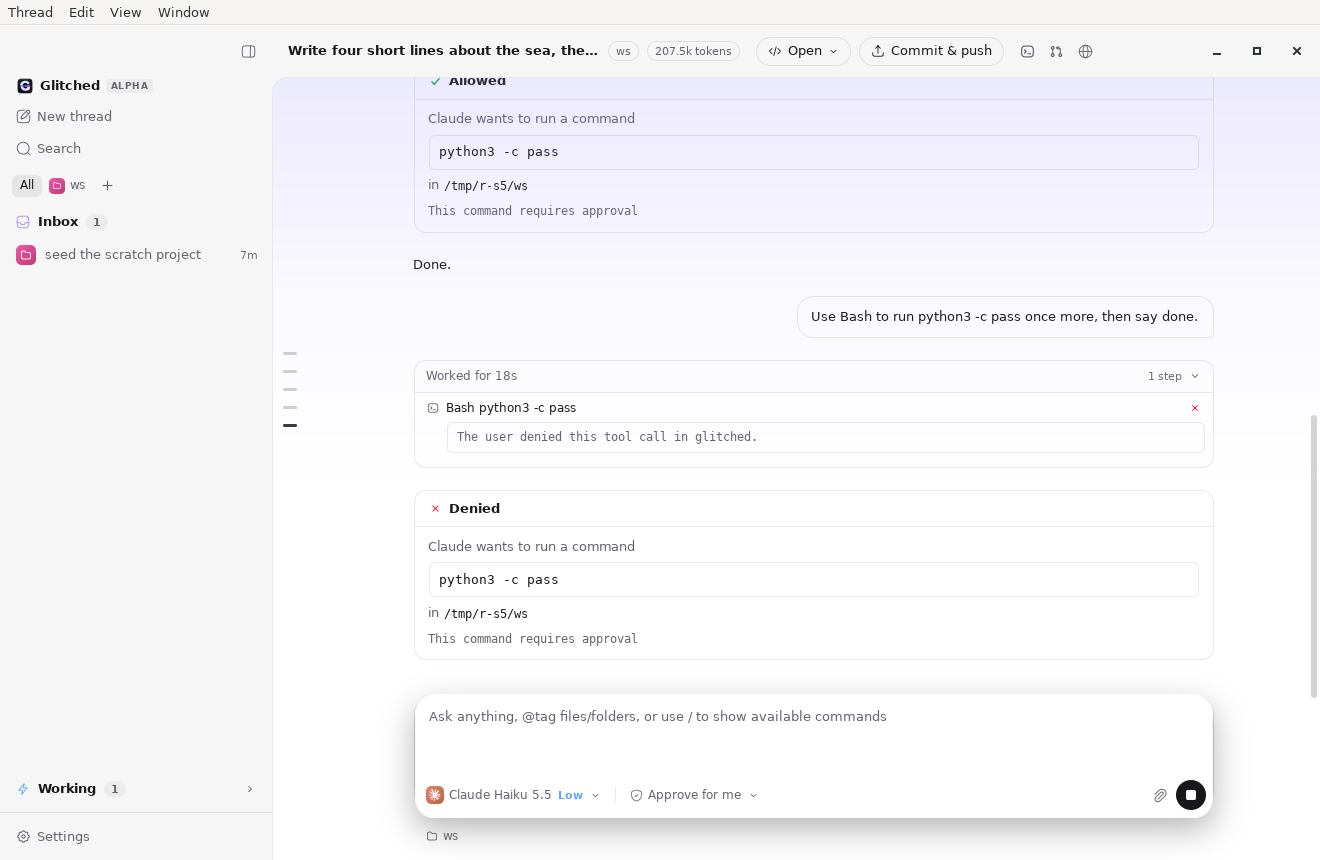 Thread Edit View Window
Write four short lines about the sea, the... ws 207.5k tokens Open Commit & push
Glitched ALPHA
New thread
Search
All ws
Inbox 1
seed the scratch project 7m
Allowed
Claude wants to run a command
python3 -c pass
in /tmp/r-s5/ws
This command requires approval
Done.
Use Bash to run python3 -c pass once more, then say done.
Worked for 18s 1 step
Bash python3 -c pass
The user denied this tool call in glitched.
Denied
Claude wants to run a command
python3 -c pass
in /tmp/r-s5/ws
This command requires approval
Ask anything, @tag files/folders, or use / to show available commands
Claude Haiku 5.5 Low Approve for me
ws
Working 1
Settings